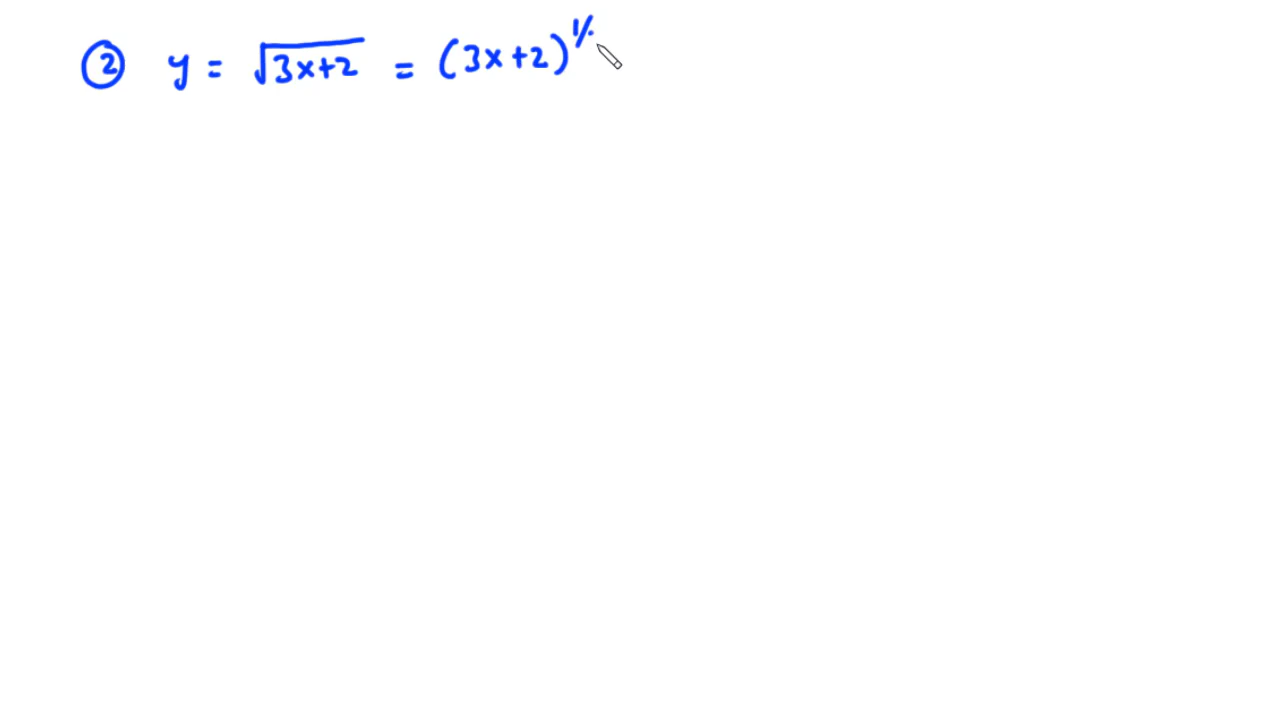 ② y = √3x+2 = (3x+2)^1/